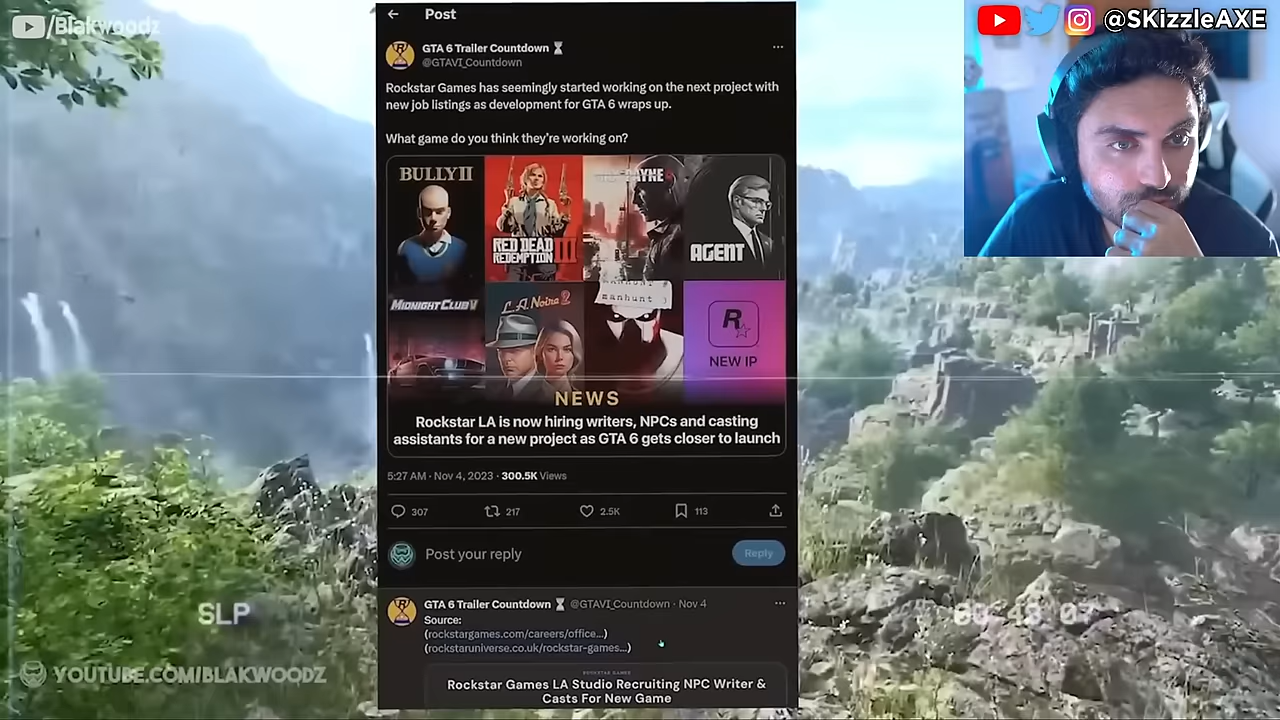 /Blakwoodz
@SKizzleAXE
Post
GTA 6 Trailer Countdown
@GTAVI_Countdown
Rockstar Games has seemingly started working on the next project with
new job listings as development for GTA 6 wraps up.
What game do you think they're working on?
BULLY II
RED DEAD
REDEMPTION III
PAYNE
AGENT
MIDNIGHT CLUB V
L.A. Noire 2
manhunt 3
R
NEW IP
NEWS
Rockstar LA is now hiring writers, NPCs and casting
assistants for a new project as GTA 6 gets closer to launch
5:27 AM · Nov 4, 2023 · 300.5K Views
307
217
2.5K
113
Post your reply
Reply
GTA 6 Trailer Countdown @GTAVI_Countdown · Nov 4
Source:
(rockstargames.com/careers/office...)
(rockstaruniverse.co.uk/rockstar-games...)
ROCKSTAR GAMES
Rockstar Games LA Studio Recruiting NPC Writer &
Casts For New Game
SLP
YOUTUBE.COM/BLAKWOODZ